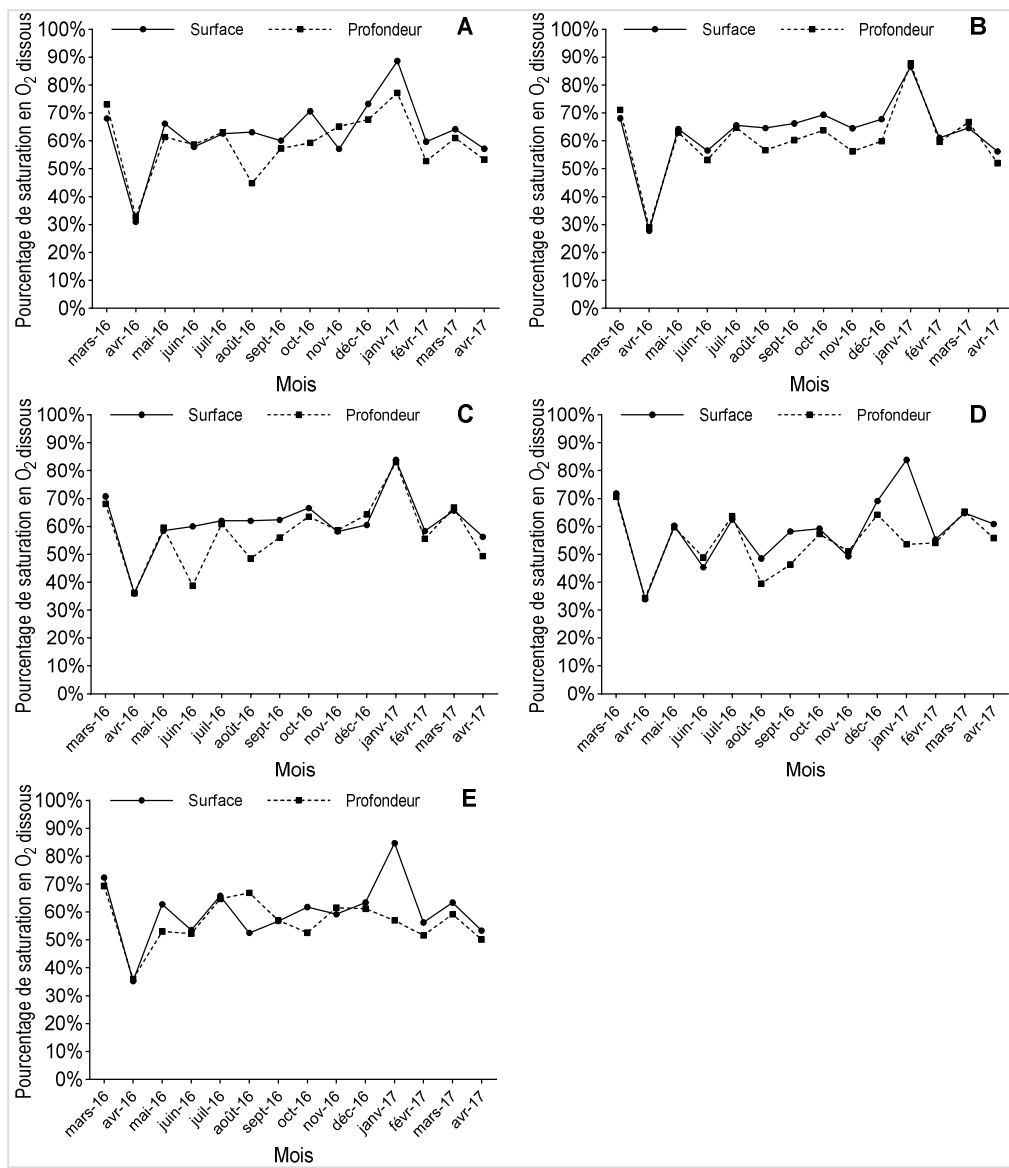 Surface Profondeur A
Pourcentage de saturation en O2 dissous
100%
90%
80%
70%
60%
50%
40%
30%
20%
10%
0%
mars-16 avr-16 mai-16 juin-16 juil-16 août-16 sept-16 oct-16 nov-16 déc-16 janv-17 févr-17 mars-17 avr-17
Mois
Surface Profondeur B
Pourcentage de saturation en O2 dissous
100%
90%
80%
70%
60%
50%
40%
30%
20%
10%
0%
mars-16 avr-16 mai-16 juin-16 juil-16 août-16 sept-16 oct-16 nov-16 déc-16 janv-17 févr-17 mars-17 avr-17
Mois
Surface Profondeur C
Pourcentage de saturation en O2 dissous
100%
90%
80%
70%
60%
50%
40%
30%
20%
10%
0%
mars-16 avr-16 mai-16 juin-16 juil-16 août-16 sept-16 oct-16 nov-16 déc-16 janv-17 févr-17 mars-17 avr-17
Mois
Surface Profondeur D
Pourcentage de saturation en O2 dissous
100%
90%
80%
70%
60%
50%
40%
30%
20%
10%
0%
mars-16 avr-16 mai-16 juin-16 juil-16 août-16 sept-16 oct-16 nov-16 déc-16 janv-17 févr-17 mars-17 avr-17
Mois
Surface Profondeur E
Pourcentage de saturation en O2 dissous
100%
90%
80%
70%
60%
50%
40%
30%
20%
10%
0%
mars-16 avr-16 mai-16 juin-16 juil-16 août-16 sept-16 oct-16 nov-16 déc-16 janv-17 févr-17 mars-17 avr-17
Mois